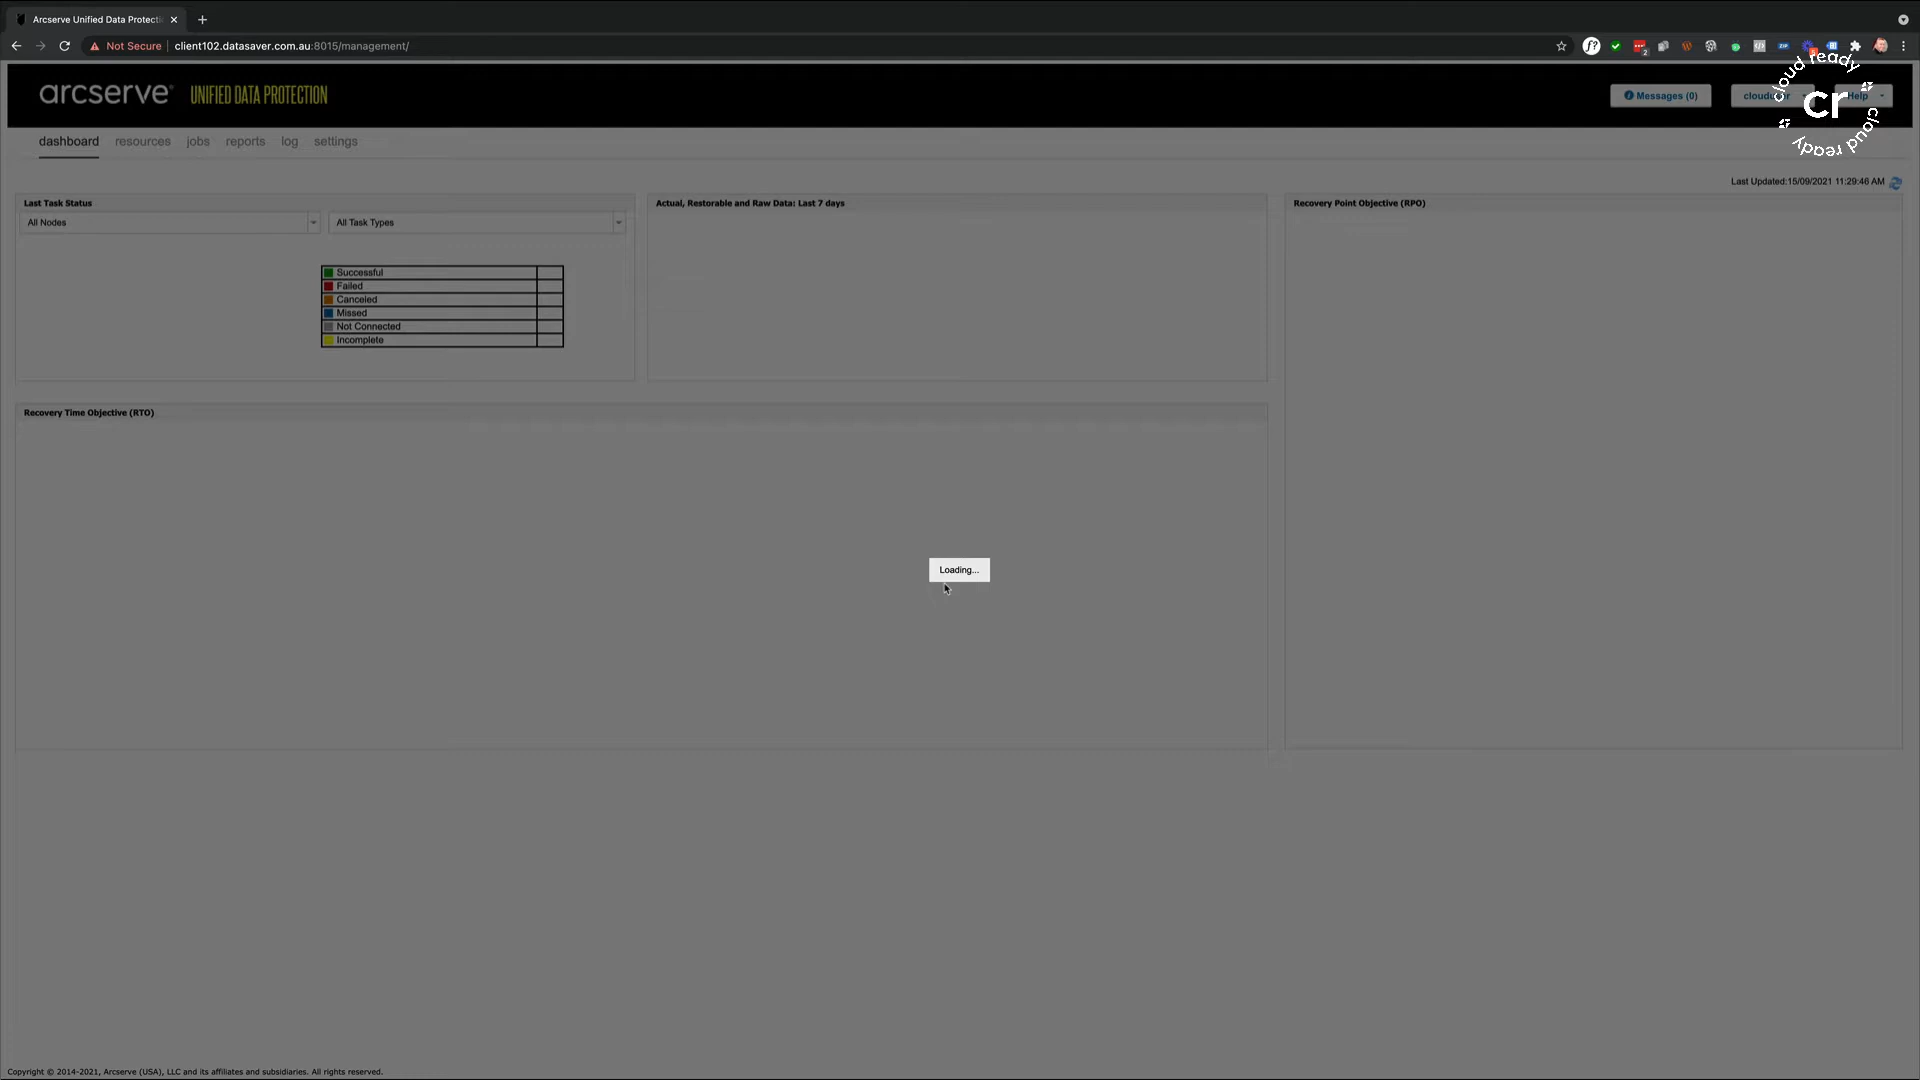 Arcserve Unified Data Protecti
Not Secure
client102.datasaver.com.au:8015/management/
arcserve® UNIFIED DATA PROTECTION
Messages (0)
Help
cloud ready
cr
cloud ready
dashboard
resources
jobs
reports
log
settings
Last Updated:15/09/2021 11:29:46 AM
Last Task Status
All Nodes
All Task Types
Successful
Failed
Canceled
Missed
Not Connected
Incomplete
Actual, Restorable and Raw Data: Last 7 days
Recovery Point Objective (RPO)
Recovery Time Objective (RTO)
Loading...
Copyright © 2014-2021, Arcserve (USA), LLC and its affiliates and subsidiaries. All rights reserved.